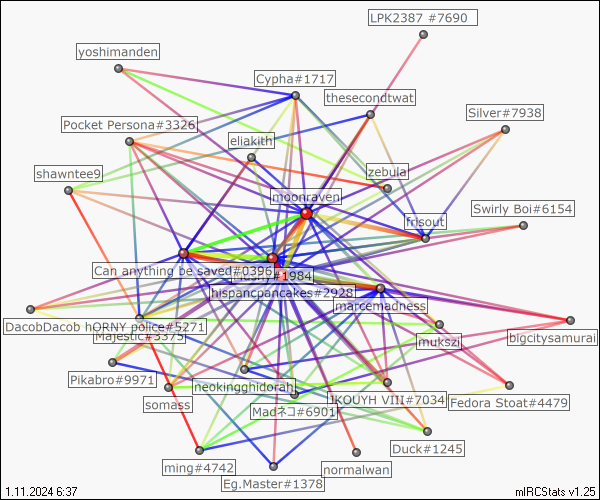 LPK2387 #7690
yoshimanden
Cypha#1717
thesecondtwat
Silver#7938
Pocket Persona#3326
eliakith
zebula
shawntee9
moonraven
Swirly Boi#6154
frisout
Can anything be saved#0396
#1984
hispancpancakes#2928
marcemadness
DacobDacob hORNY police#5271
Majestic#3375
mukszi
bigcitysamurai
Pikabro#9971
neokingghidorah
somass
Madネコ#6901
IKOUYH VIII#7034
Fedora Stoat#4479
Duck#1245
ming#4742
normalwan
Eg.Master#1378
1.11.2024 6:37
mIRCStats v1.25